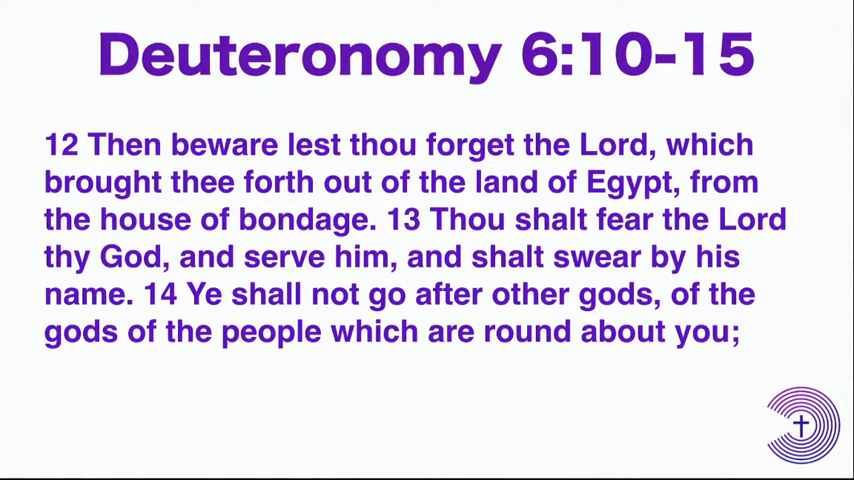 Deuteronomy 6:10-15
12 Then beware lest thou forget the Lord, which
brought thee forth out of the land of Egypt, from
the house of bondage. 13 Thou shalt fear the Lord
thy God, and serve him, and shalt swear by his
name. 14 Ye shall not go after other gods, of the
gods of the people which are round about you;